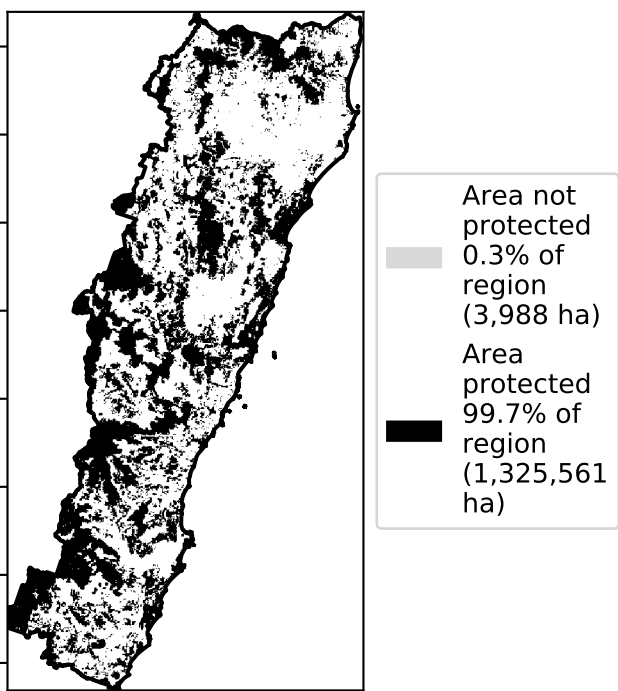 Area not
protected
0.3% of
region
(3,988 ha)
Area
protected
99.7% of
region
(1,325,561
ha)